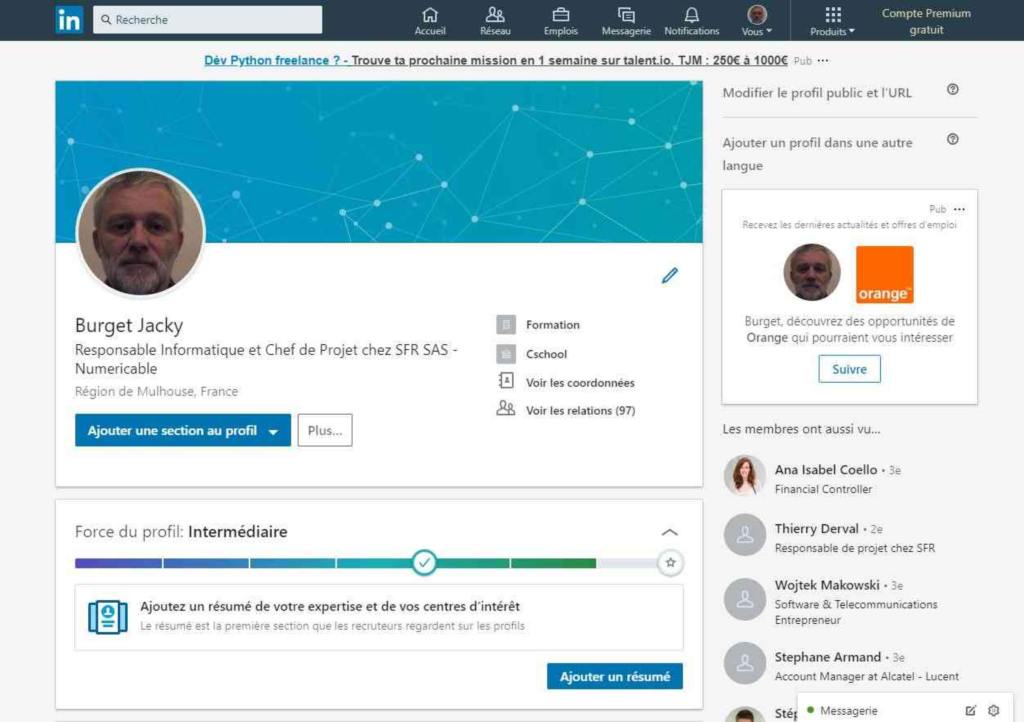 in
Recherche
Accueil
Réseau
Emplois
Messagerie
Notifications
Vous
Produits
Compte Premium
gratuit
Dév Python freelance ? - Trouve ta prochaine mission en 1 semaine sur talent.io. TJM : 250€ à 1000€ Pub ...
Burget Jacky
Responsable Informatique et Chef de Projet chez SFR SAS -
Numericable
Région de Mulhouse, France
Ajouter une section au profil
Plus...
Formation
Cschool
Voir les coordonnées
Voir les relations (97)
Force du profil: Intermédiaire
Ajoutez un résumé de votre expertise et de vos centres d'intérêt
Le résumé est la première section que les recruteurs regardent sur les profils
Ajouter un résumé
Modifier le profil public et l'URL
Ajouter un profil dans une autre
langue
Pub ...
Recevez les dernières actualités et offres d'emploi
orange™
Burget, découvrez des opportunités de
Orange qui pourraient vous intéresser
Suivre
Les membres ont aussi vu...
Ana Isabel Coello • 3e
Financial Controller
Thierry Derval • 2e
Responsable de projet chez SFR
Wojtek Makowski • 3e
Software & Telecommunications
Entrepreneur
Stephane Armand • 3e
Account Manager at Alcatel - Lucent
Messagerie